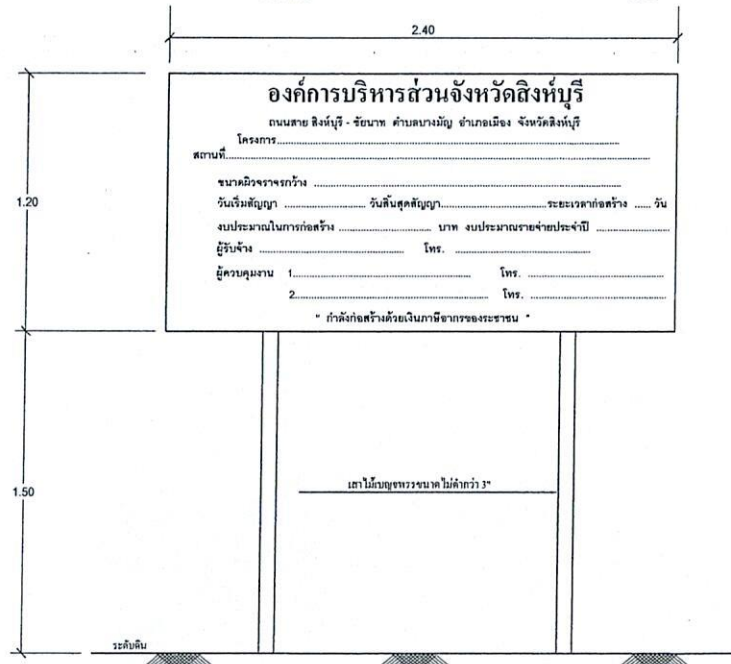 2.40
องค์การบริหารส่วนจังหวัดสิงห์บุรี
ถนนสาย สิงห์บุรี - ชัยนาท ตำบลบางมัญ อำเภอเมือง จังหวัดสิงห์บุรี
โครงการ........................
สถานที่........................
1.20
ขนาดผิวจราจรกว้าง ........................
วันเริ่มสัญญา ............ วันสิ้นสุดสัญญา............ระยะเวลาก่อสร้าง ..... วัน
งบประมาณในการก่อสร้าง ............ บาท งบประมาณรายจ่ายประจำปี ............
ผู้รับจ้าง ............ โทร. ............
ผู้ควบคุมงาน 1............ โทร. ............
2............ โทร. ............
" กำลังก่อสร้างด้วยเงินภาษีอากรของประชาชน "
1.50
เสาไม้เบญจพรรขนาดไม่ต่ำกว่า 3"
ระดับดิน